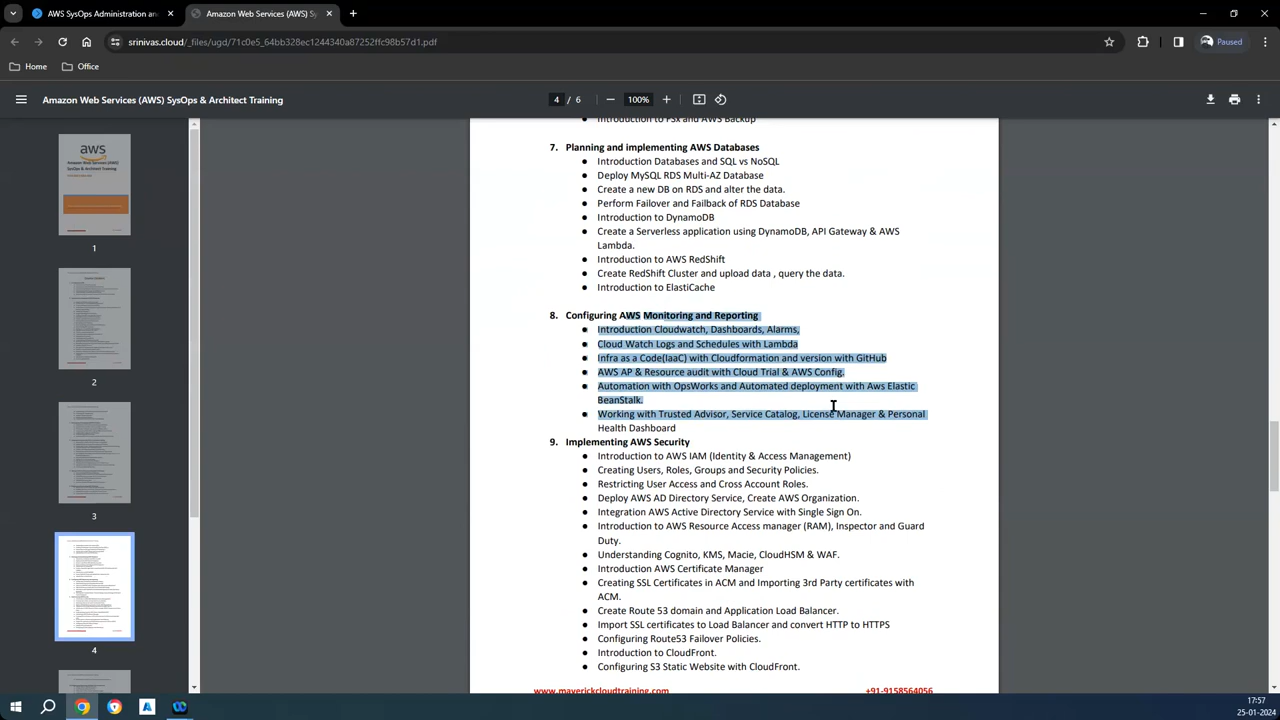 AWS SysOps Administration and
Amazon Web Services (AWS) S
srinivas.cloud/_files/ugd/71c0e5_64bb328ec1244340a87252ffc98b57d1.pdf
Paused
Home
Office
Amazon Web Services (AWS) SysOps & Architect Training
4 / 6
100%
Introduction to FSx and AWS Backup
7. Planning and implementing AWS Databases
● Introduction Databases and SQL vs NoSQL
● Deploy MySQL RDS Multi-AZ Database
● Create a new DB on RDS and alter the data.
● Perform Failover and Failback of RDS Database
● Introduction to DynamoDB
● Create a Serverless application using DynamoDB, API Gateway & AWS
Lambda.
● Introduction to AWS RedShift
● Create RedShift Cluster and upload data , query the data.
● Introduction to ElastiCache
8. Configuring AWS Monitoring and Reporting
● Introduction Cloudwatch, Dashboards, Alarms,
● Cloud Watch Logs and Schedules with Lambda
● Infra as a Code(IaaC) with Cloudformation and version with GitHub
● AWS AP & Resource audit with Cloud Trial & AWS Config.
● Automation with OpsWorks and Automated deployment with Aws Elastic
BeanStalk.
● Working with Trusted Advisor, Service Catalog, License Manager & Personal
Health Dashboard
9. Implementing AWS Security
● Introduction to AWS IAM (Identity & Access Management)
● Creating Users, Roles, Groups and Security Policies.
● Restricting User Access and Cross Account Roles.
● Deploy AWS AD Directory Service, Create AWS Organization.
● Integration AWS Active Directory Service with Single Sign On.
● Introduction to AWS Resource Access manager (RAM), Inspector and Guard
Duty.
● Understanding Cognito, KMS, Macie, CloudHSM & WAF.
● Introduction AWS Certificate Manager
● Creating SSL Certificates in ACM and Importing 3rd Party certificates with
ACM.
● Create Route 53 domain and Application Load Balancer.
● Import SSL certificates to Load Balancer and convert HTTP to HTTPS
● Configuring Route53 Failover Policies.
● Introduction to CloudFront.
● Configuring S3 Static Website with CloudFront.
www.maverickcloudtraining.com +91-9158564056
aws
Amazon Web Services (AWS)
SysOps & Architect Training
1
2
3
4
17:57
25-01-2024